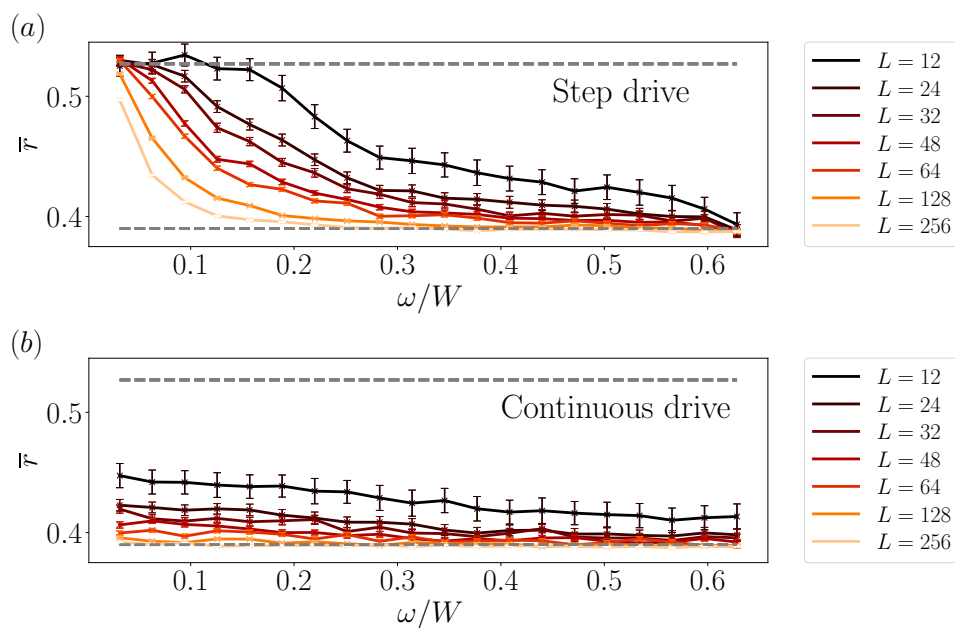 (a)
0.5
0.4
r̅
Step drive
0.1 0.2 0.3 0.4 0.5 0.6
ω/W
L = 12
L = 24
L = 32
L = 48
L = 64
L = 128
L = 256
(b)
0.5
0.4
r̅
Continuous drive
0.1 0.2 0.3 0.4 0.5 0.6
ω/W
L = 12
L = 24
L = 32
L = 48
L = 64
L = 128
L = 256